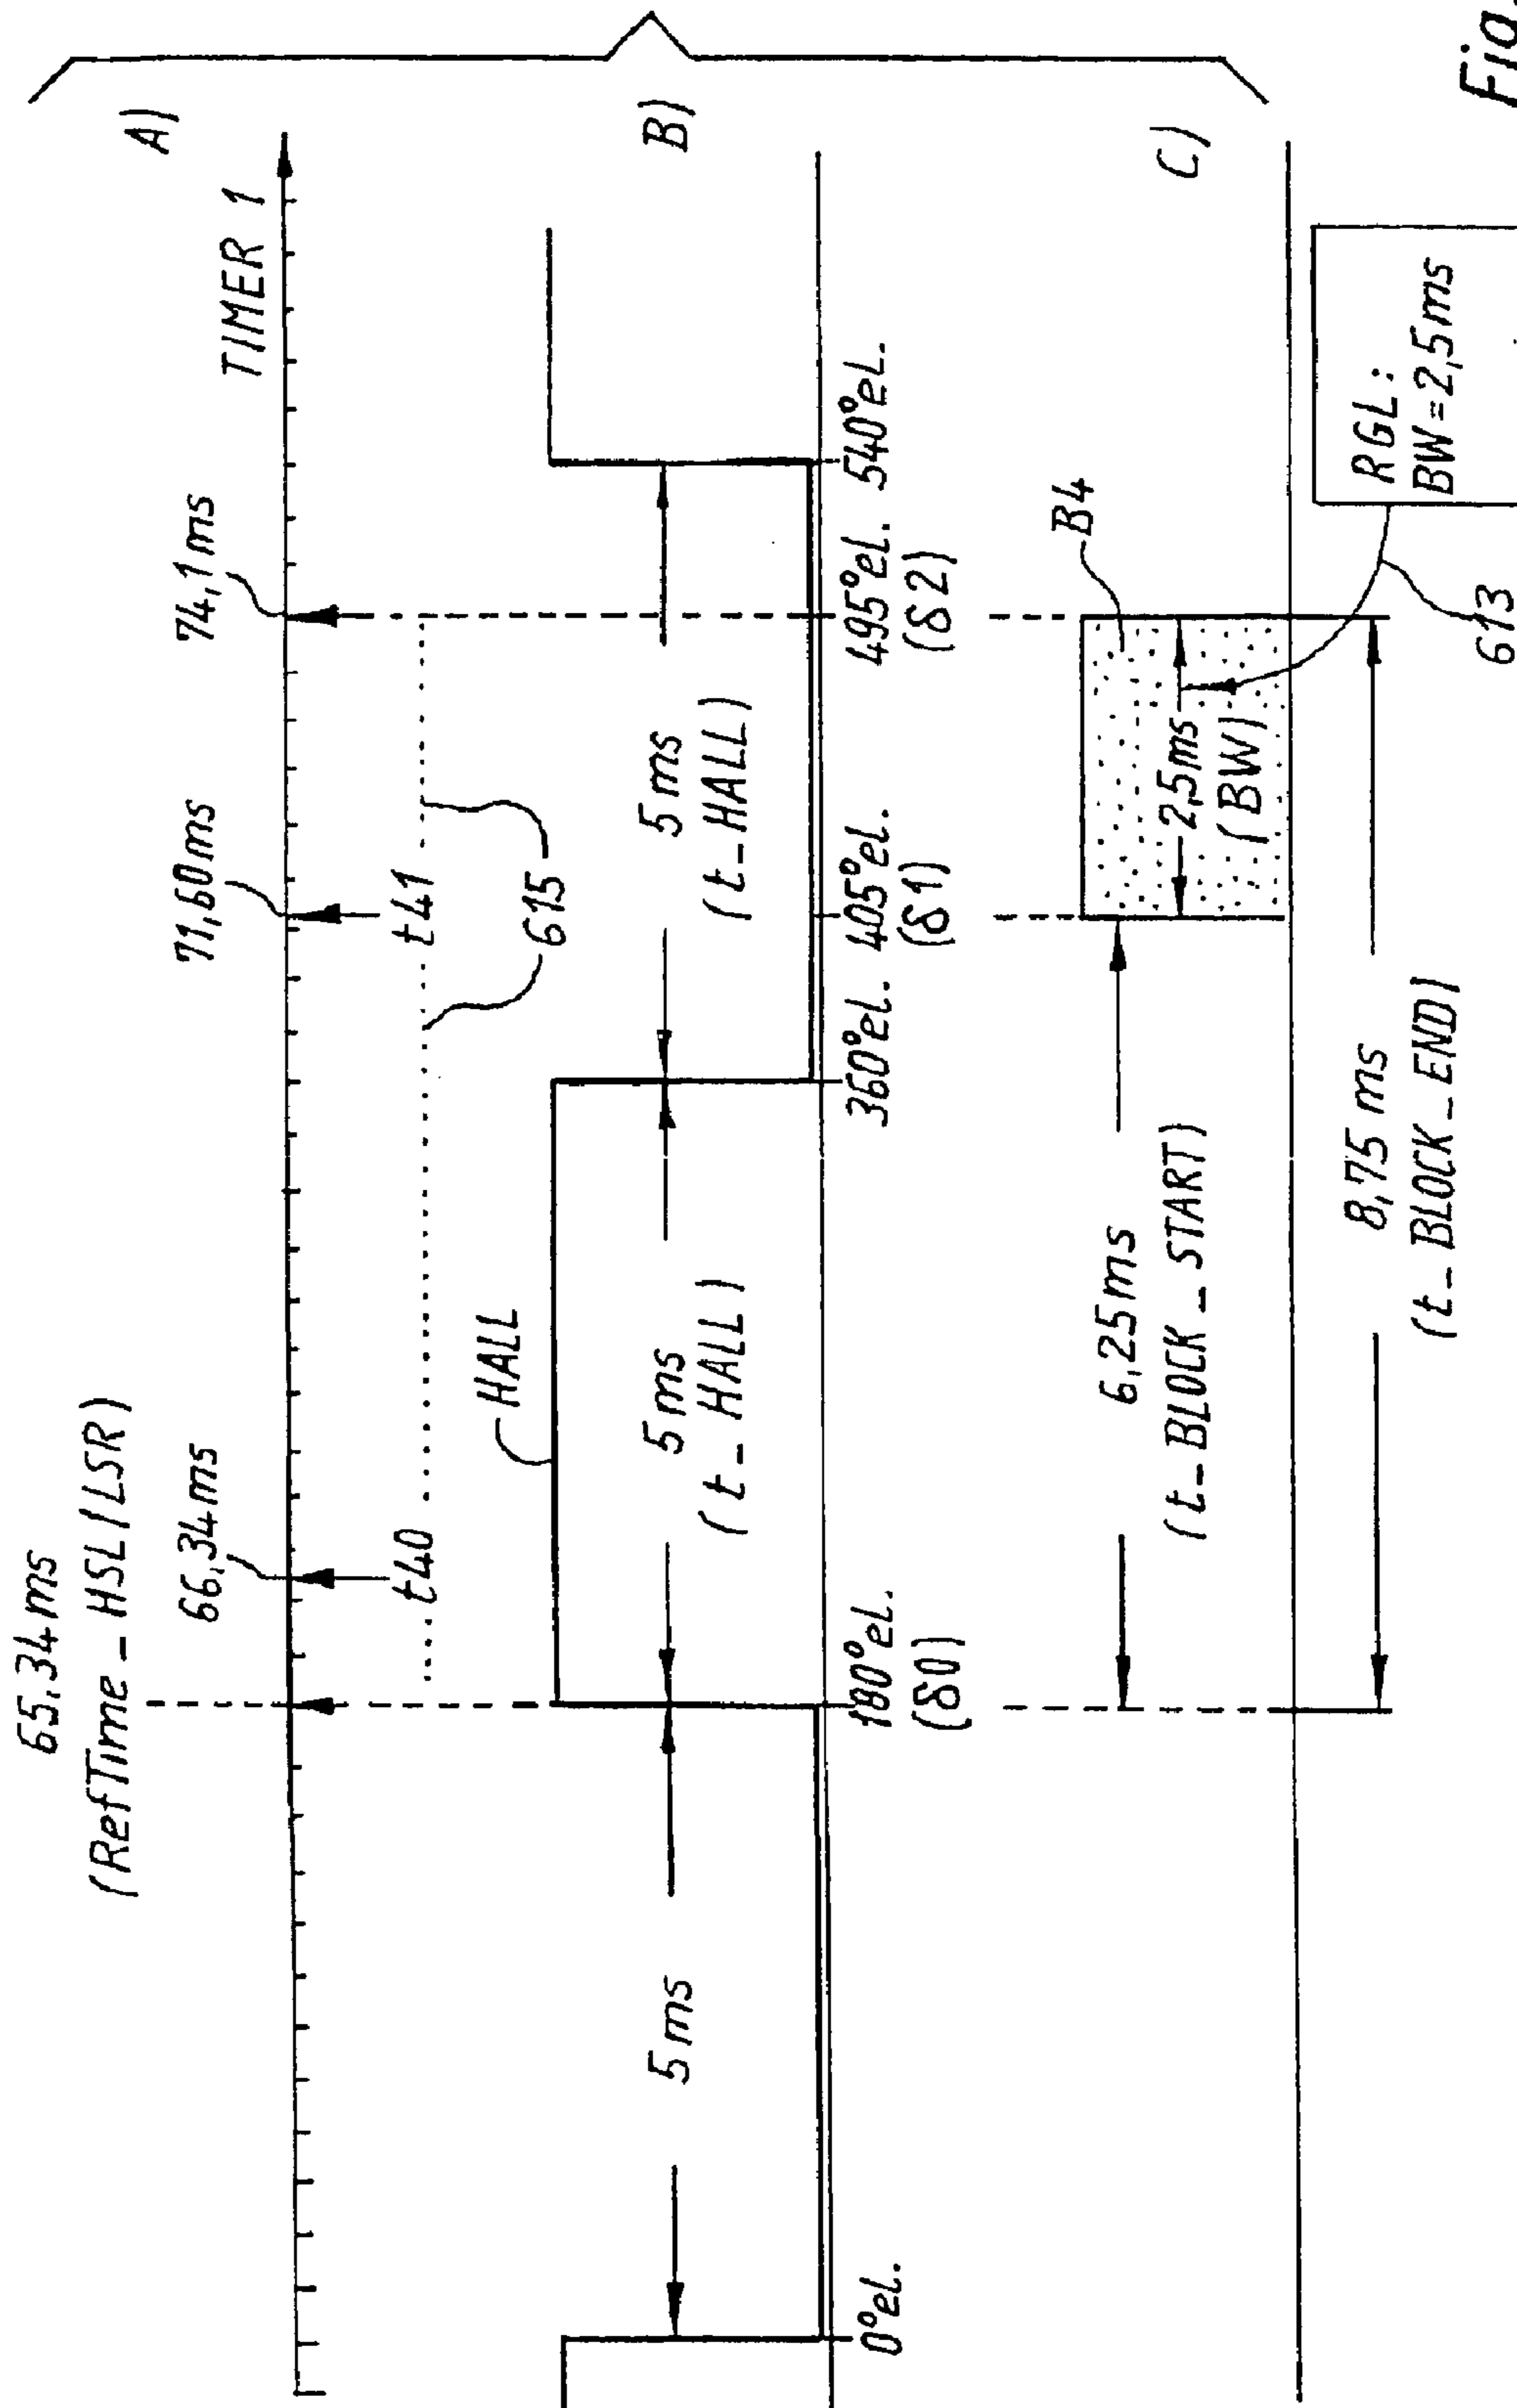 65,34ms
(RefTime_HSL/LSR)
66,34ms
71,60ms
74,1ms
TIMER 1
A)
t40
t41
615
HALL
5ms
5ms
(t_HALL)
5ms
(t_HALL)
B)
0°el.
180°el.
(δ0)
360°el.
405°el.
(δ1)
495°el.
(δ2)
540°el.
B4
C)
6,25ms
(t_BLOCK_START)
2,5ms
(BW)
8,75ms
(t_BLOCK_END)
RGL:
BW=2,5ms
613
Fig.